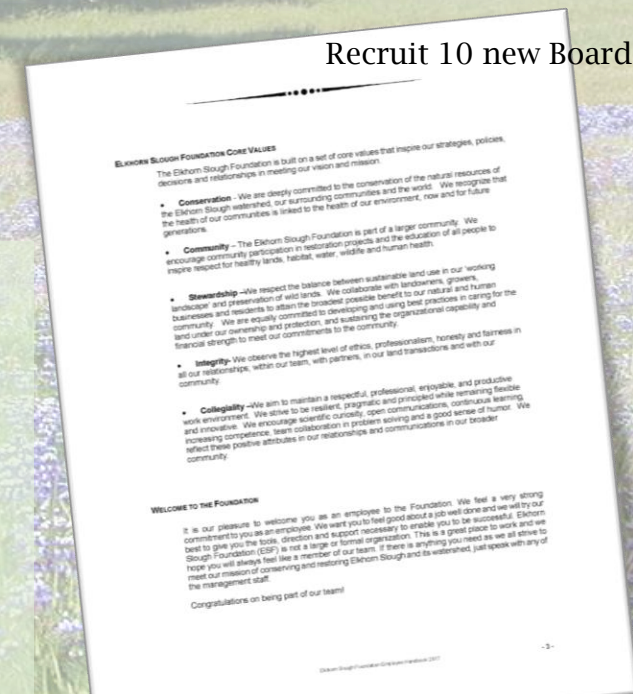 Recruit 10 new Board
ELKHORN SLOUGH FOUNDATION CORE VALUES
The Elkhorn Slough Foundation is built on a set of core values that inspire our strategies, policies,
decisions and relationships in meeting our vision and mission.
• Conservation - We are deeply committed to the conservation of the natural resources of
the Elkhorn Slough watershed, our surrounding communities and the world. We recognize that
the health of our communities is linked to the health of our environment, now and for future
generations.
• Community – The Elkhorn Slough Foundation is part of a larger community. We
encourage community participation in restoration projects and the education of all people to
inspire respect for healthy lands, habitat, water, wildlife and human health.
• Stewardship –We respect the balance between sustainable land use in our 'working
landscape' and preservation of wild lands. We collaborate with landowners, growers,
businesses and residents to attain the broadest possible benefit to our natural and human
community. We are equally committed to developing and using best practices in caring for the
land under our ownership and protection, and sustaining the organizational capability and
financial strength to meet our commitments to the community.
• Integrity- We observe the highest level of ethics, professionalism, honesty and fairness in
all our relationships, within our team, with partners, in our land transactions and with our
community.
• Collegiality –We aim to maintain a respectful, professional, enjoyable, and productive
work environment. We strive to be resilient, pragmatic and principled while remaining flexible
and innovative. We encourage scientific curiosity, open communications, continuous learning,
increasing competence, team collaboration in problem solving and a good sense of humor. We
reflect these positive attributes in our relationships and communications in our broader
community.
WELCOME TO THE FOUNDATION
It is our pleasure to welcome you as an employee to the Foundation. We feel a very strong
commitment to you as an employee. We want you to feel good about a job well done and we will try our
best to give you the tools, direction and support necessary to enable you to be successful. Elkhorn
Slough Foundation (ESF) is not a large or formal organization. This is a great place to work and we
hope you will always feel like a member of our team. If there is anything you need as we all strive to
meet our mission of conserving and restoring Elkhorn Slough and its watershed, just speak with any of
the management staff.
Congratulations on being part of our team!
- 3 -
Elkhorn Slough Foundation Employee Handbook